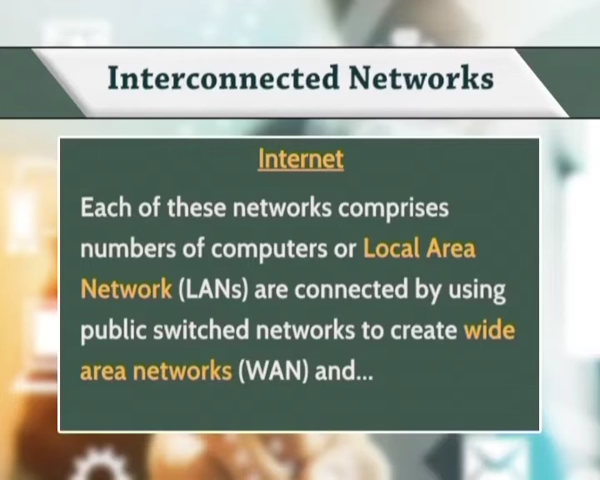 Interconnected Networks
Internet
Each of these networks comprises
numbers of computers or Local Area
Network (LANs) are connected by using
public switched networks to create wide
area networks (WAN) and...